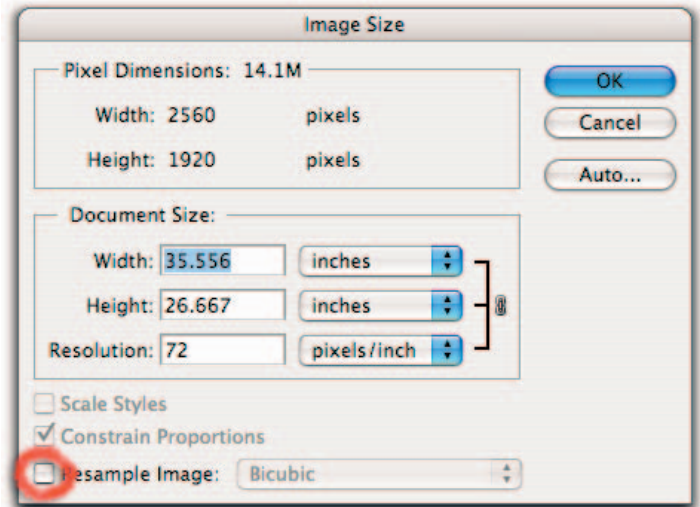 Image Size
Pixel Dimensions: 14.1M
OK
Width: 2560 pixels
Cancel
Height: 1920 pixels
Auto...
Document Size:
Width: 35.556 inches
Height: 26.667 inches
Resolution: 72 pixels/inch
Scale Styles
Constrain Proportions
Resample Image: Bicubic